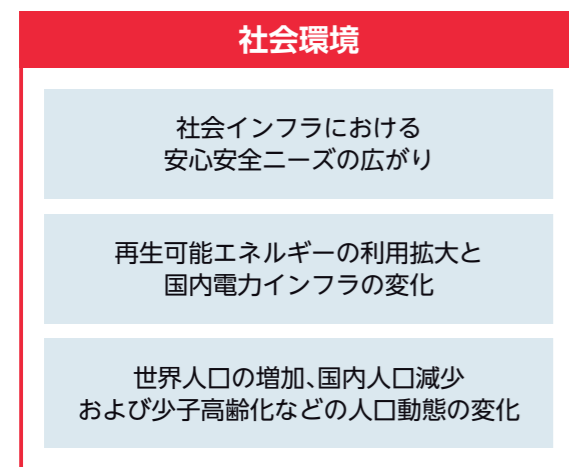 社会環境
社会インフラにおける
安心安全ニーズの広がり
再生可能エネルギーの利用拡大と
国内電力インフラの変化
世界人口の増加、国内人口減少
および少子高齢化などの人口動態の変化